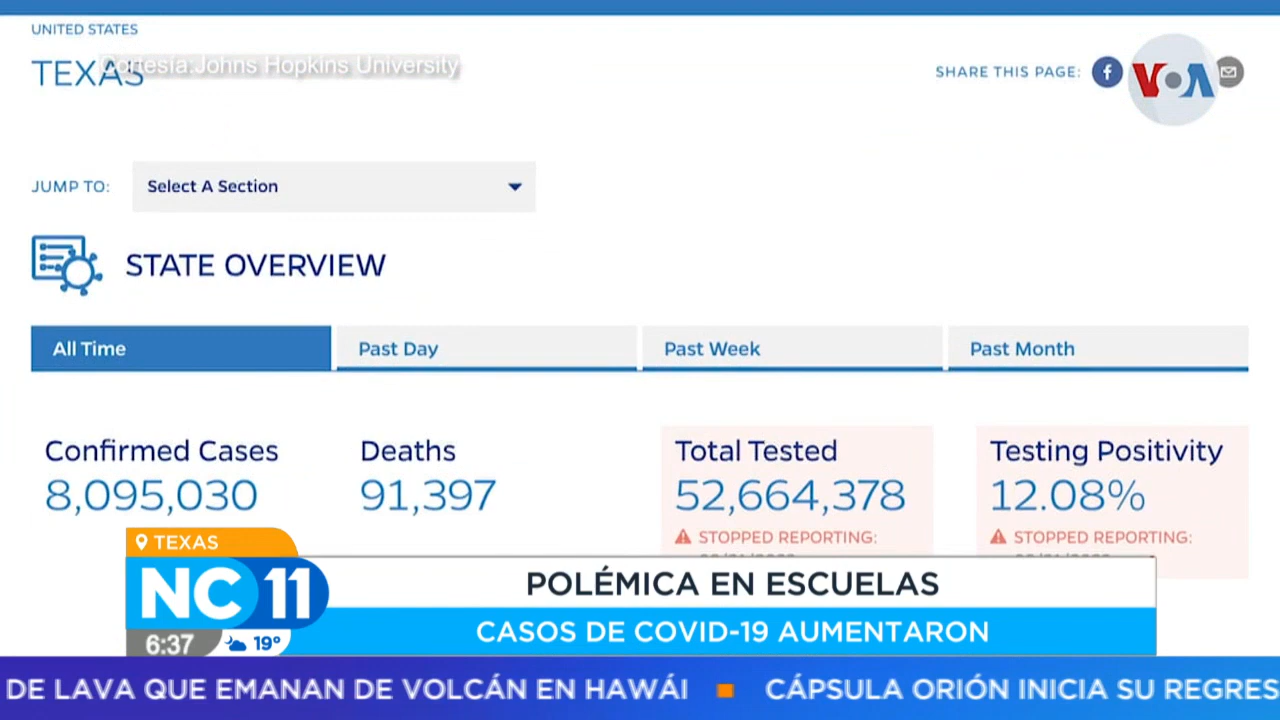 UNITED STATES
TEXAS
Cortesía:Johns Hopkins University
SHARE THIS PAGE:
f
VOA
JUMP TO:
Select A Section
STATE OVERVIEW
All Time
Past Day
Past Week
Past Month
Confirmed Cases
8,095,030
Deaths
91,397
Total Tested
52,664,378
STOPPED REPORTING:
Testing Positivity
12.08%
STOPPED REPORTING:
TEXAS
NC 11
6:37
19°
POLÉMICA EN ESCUELAS
CASOS DE COVID-19 AUMENTARON
DE LAVA QUE EMANAN DE VOLCÁN EN HAWÁI
CÁPSULA ORIÓN INICIA SU REGRES